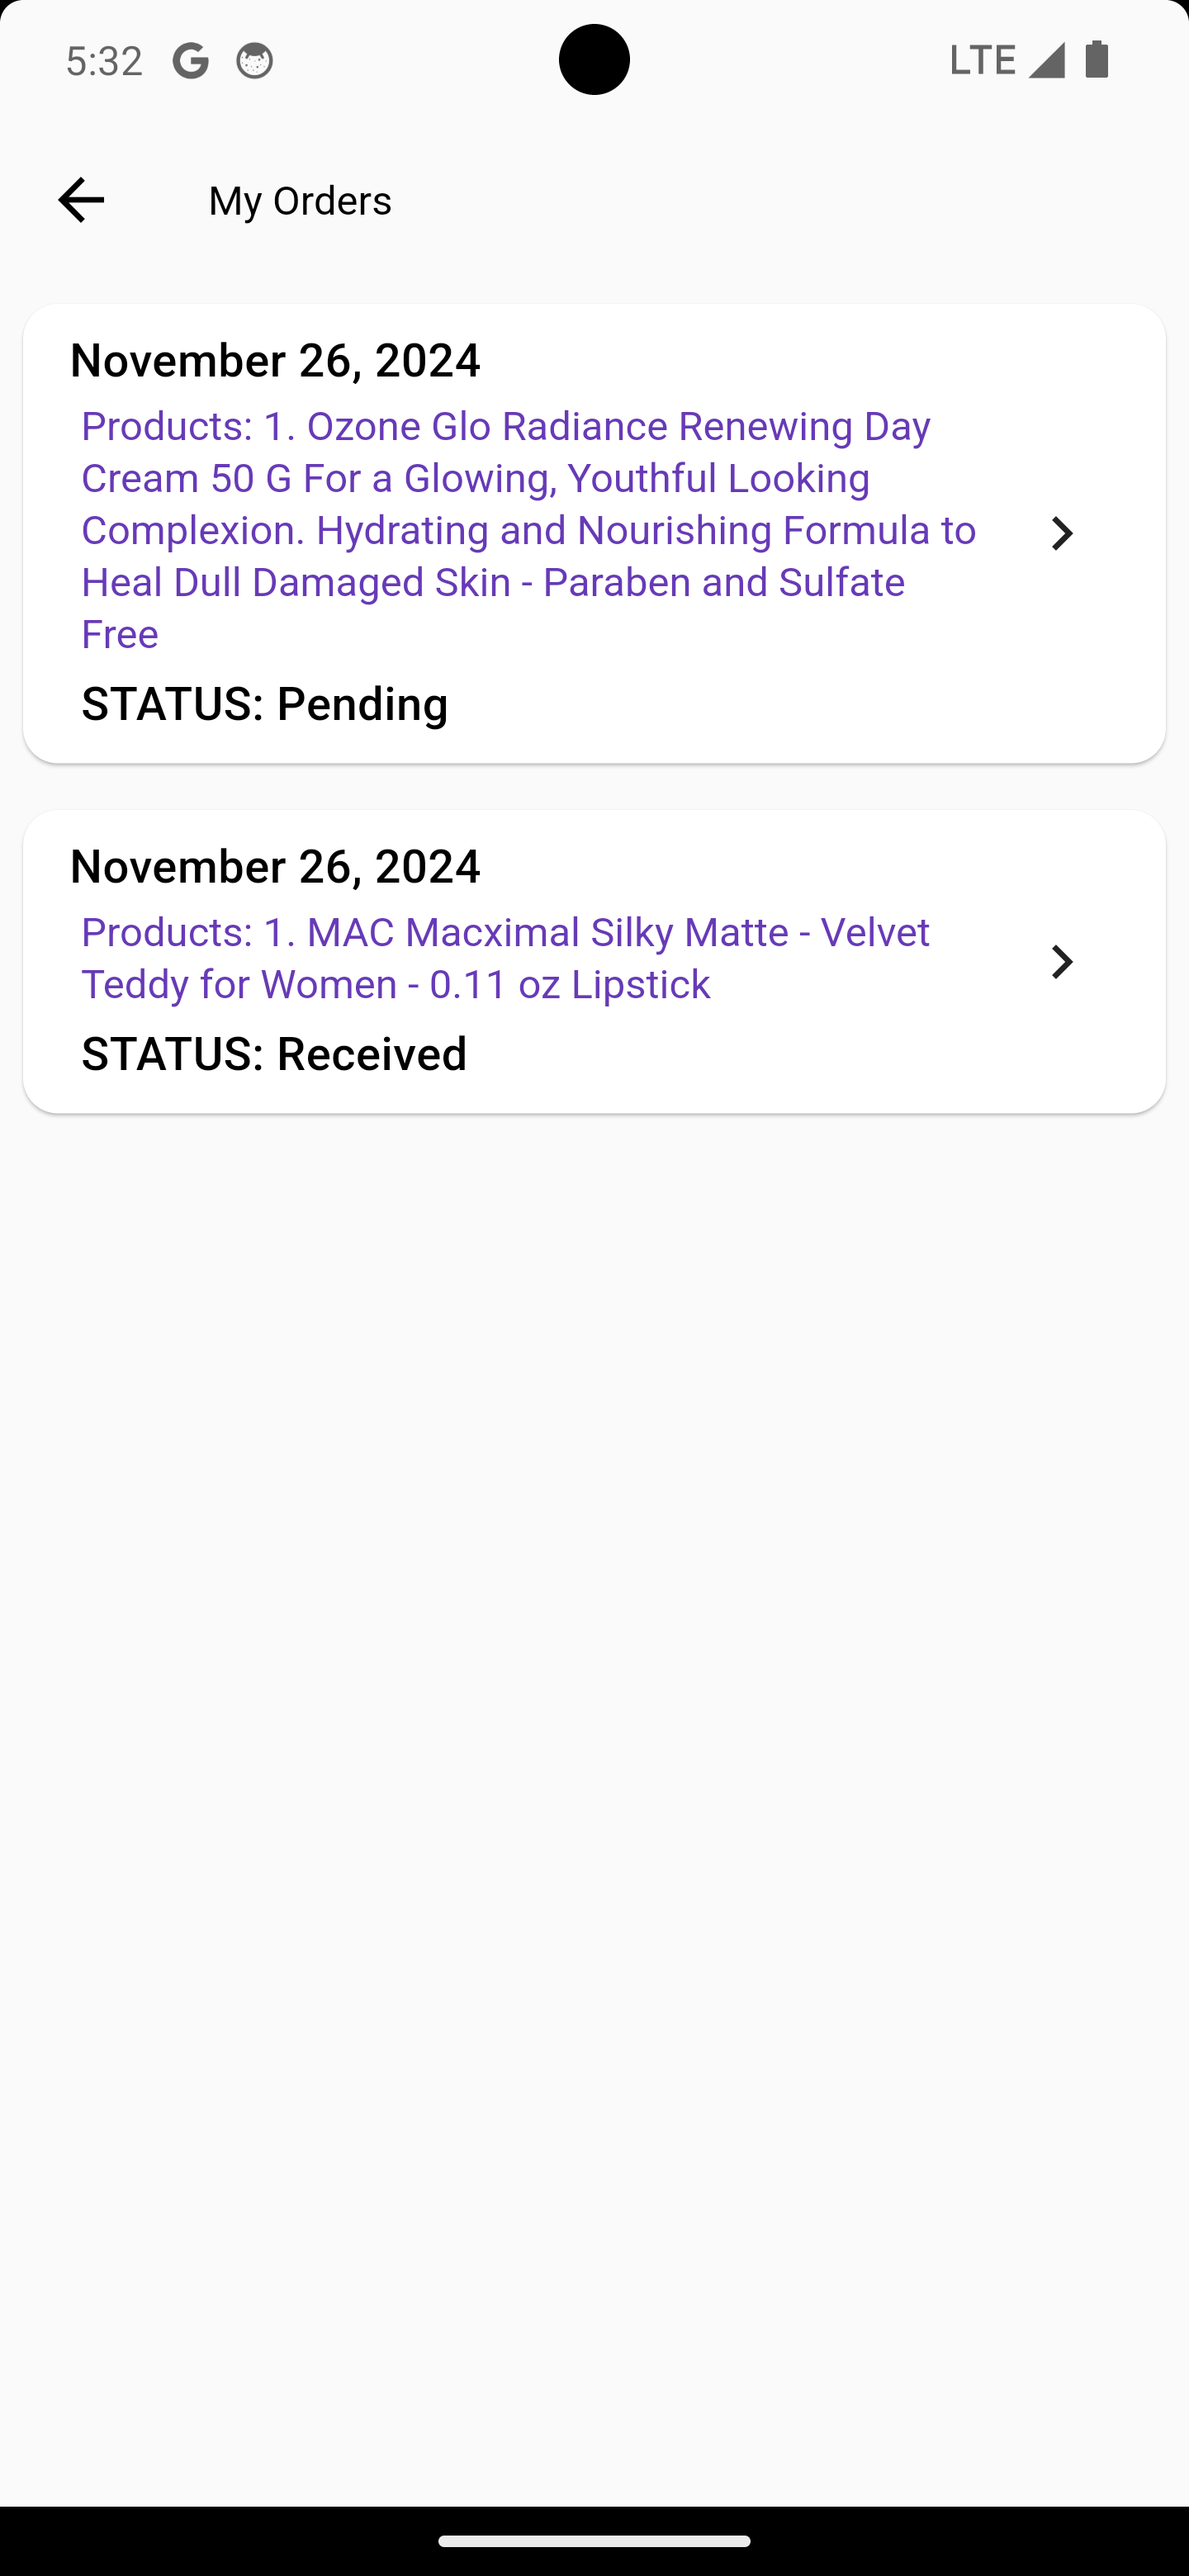 5:32
LTE
My Orders
November 26, 2024
Products: 1. Ozone Glo Radiance Renewing Day
Cream 50 G For a Glowing, Youthful Looking
Complexion. Hydrating and Nourishing Formula to
Heal Dull Damaged Skin - Paraben and Sulfate
Free
STATUS: Pending
November 26, 2024
Products: 1. MAC Macximal Silky Matte - Velvet
Teddy for Women - 0.11 oz Lipstick
STATUS: Received